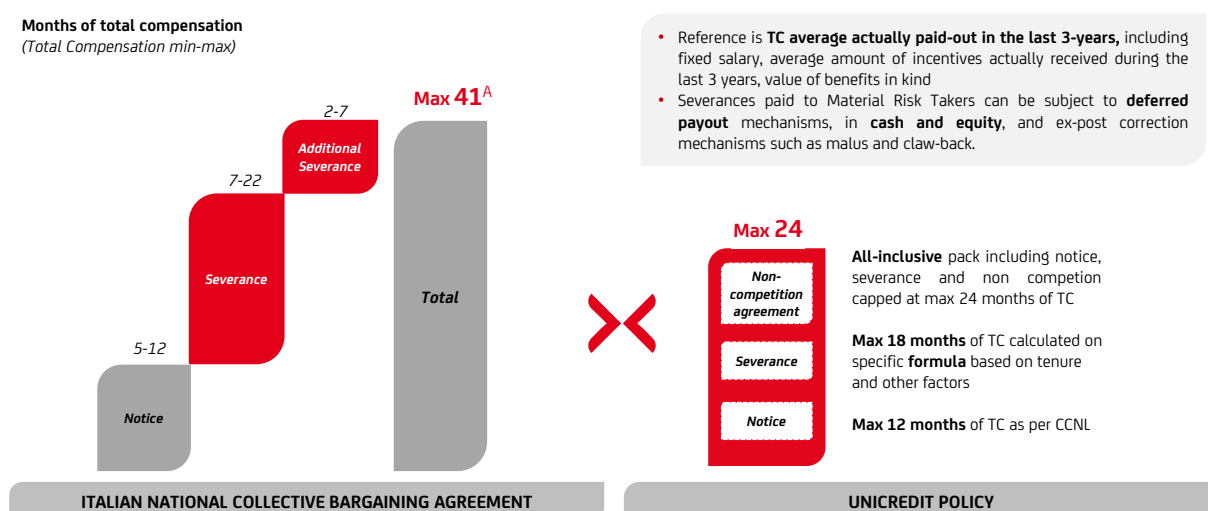 Months of total compensation
(Total Compensation min-max)
Max 41A
2-7
Additional
Severance
7-22
Severance
Total
5-12
Notice
ITALIAN NATIONAL COLLECTIVE BARGAINING AGREEMENT
• Reference is TC average actually paid-out in the last 3-years, including
fixed salary, average amount of incentives actually received during the
last 3 years, value of benefits in kind
• Severances paid to Material Risk Takers can be subject to deferred
payout mechanisms, in cash and equity, and ex-post correction
mechanisms such as malus and claw-back.
Max 24
Non-
competition
agreement
Severance
Notice
All-inclusive pack including notice,
severance and non competion
capped at max 24 months of TC
Max 18 months of TC calculated on
specific formula based on tenure
and other factors
Max 12 months of TC as per CCNL
UNICREDIT POLICY